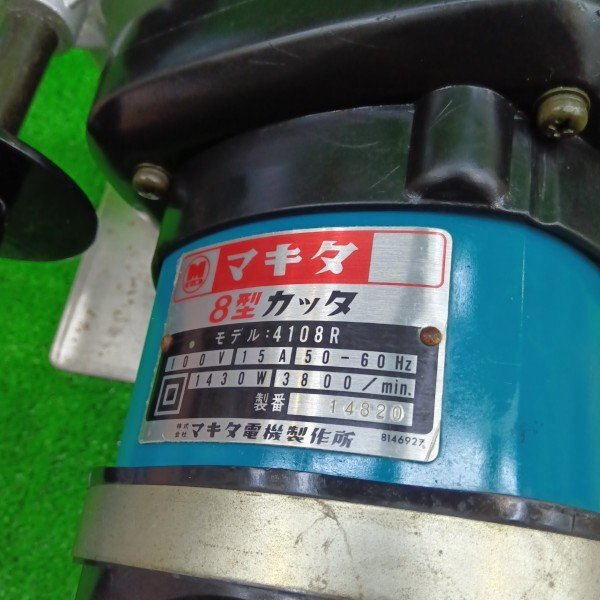 M マキタ
8型カッタ
モデル:4108R
100V 15A 50-60Hz
1430W 3800/min.
製番 14820
株式会社 マキタ電機製作所 814692